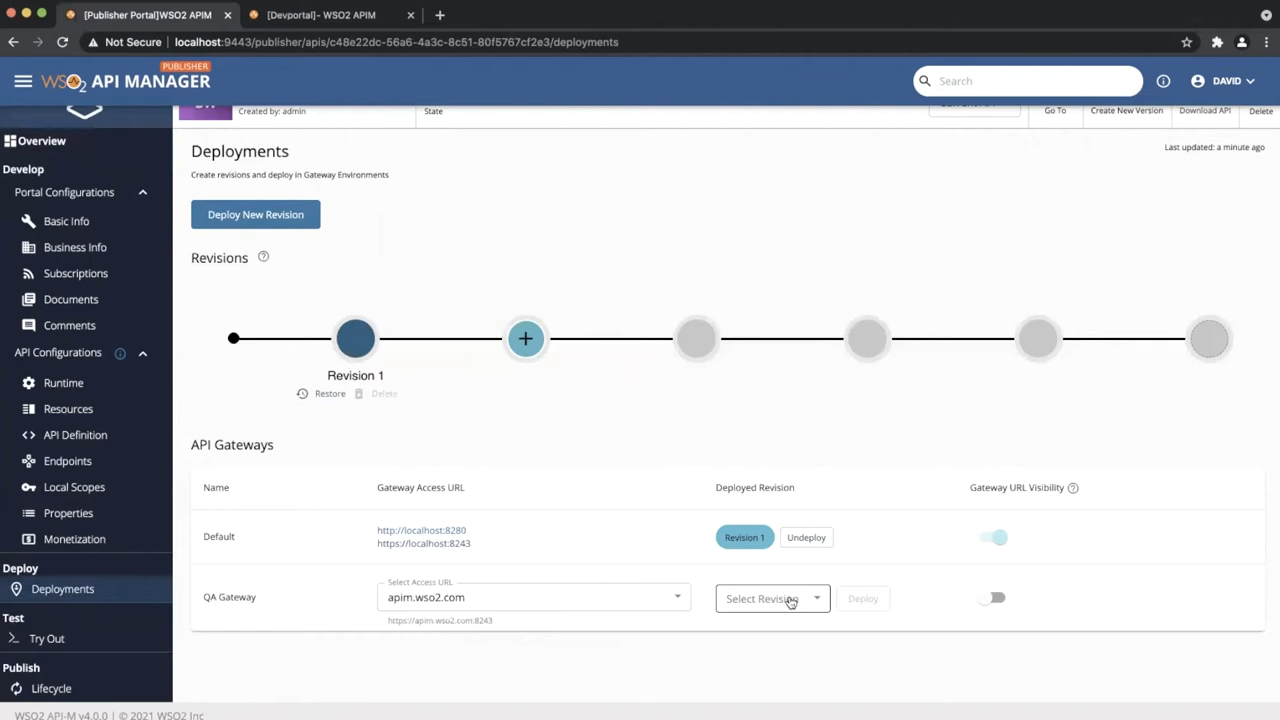 [Publisher Portal]WSO2 APIM
[Devportal]- WSO2 APIM
Not Secure
localhost:9443/publisher/apis/c48e22dc-56a6-4a3c-8c51-80f5767cf2e3/deployments
WSO2 API MANAGER
PUBLISHER
Search
DAVID
Created by: admin
State
Go To
Create New Version
Download API
Delete
Overview
Develop
Portal Configurations
Basic Info
Business Info
Subscriptions
Documents
Comments
API Configurations
Runtime
Resources
API Definition
Endpoints
Local Scopes
Properties
Monetization
Deploy
Deployments
Test
Try Out
Publish
Lifecycle
Deployments
Last updated: a minute ago
Create revisions and deploy in Gateway Environments
Deploy New Revision
Revisions
Revision 1
Restore
Delete
API Gateways
Name
Gateway Access URL
Deployed Revision
Gateway URL Visibility
Default
http://localhost:8280
https://localhost:8243
Revision 1
Undeploy
QA Gateway
Select Access URL
apim.wso2.com
https://apim.wso2.com:8243
Select Revision
Deploy
WSO2 API-M v4.0.0 | © 2021 WSO2 Inc